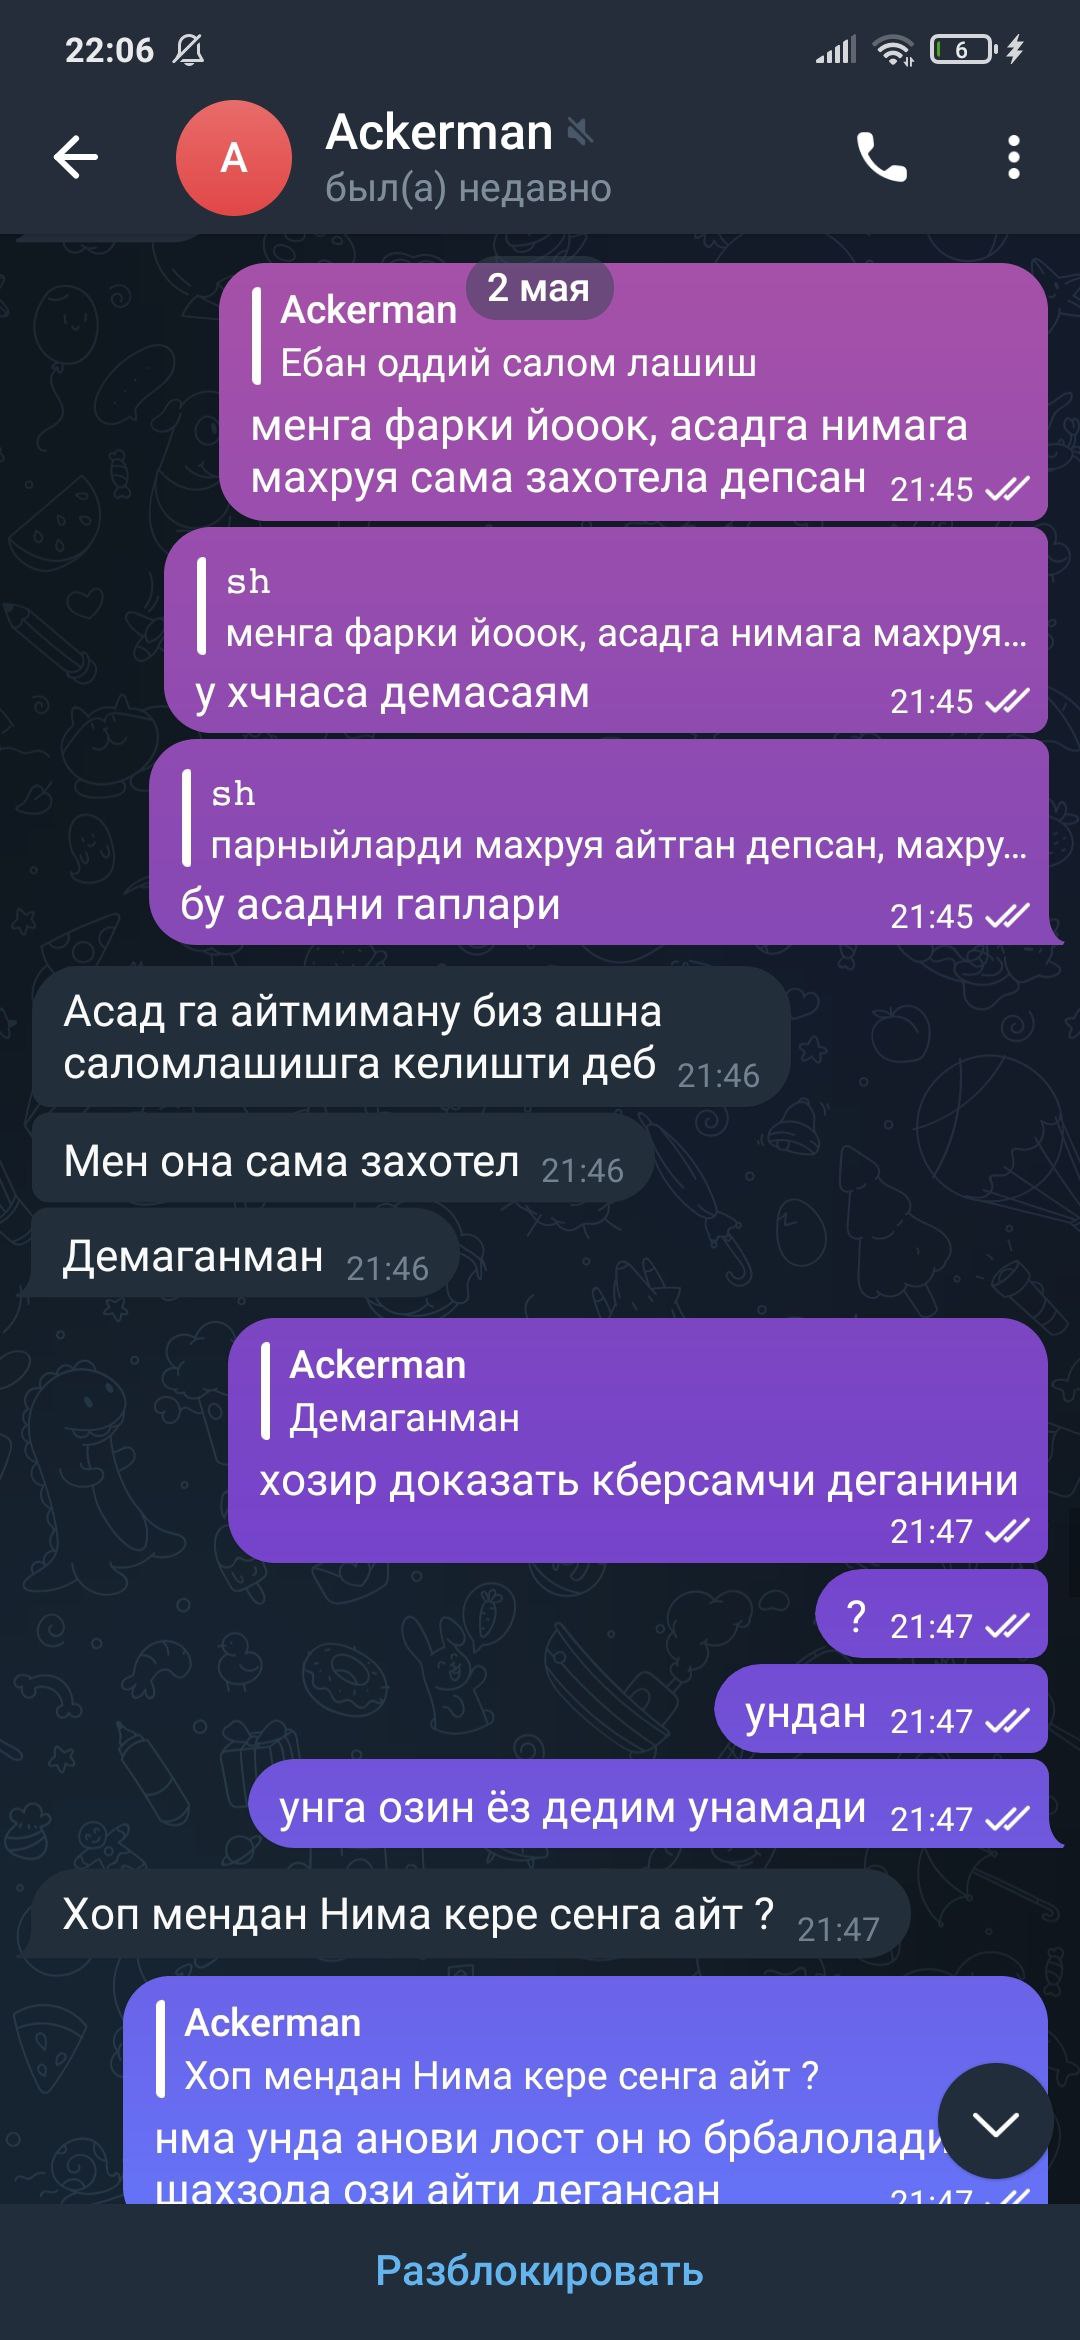 22:06
6
A
Ackerman
был(а) недавно
2 мая
Ackerman
Ебан оддий салом лашиш
менга фарки йооок, асадга нимага
махруя сама захотела депсан 21:45
sh
менга фарки йооок, асадга нимага махруя...
у хчнаса демасаям 21:45
sh
парныйларди махруя айтган депсан, махру...
бу асадни гаплари 21:45
Асад га айтмиману биз ашна
саломлашишга келишти деб 21:46
Мен она сама захотел 21:46
Демаганман 21:46
Ackerman
Демаганман
хозир доказать кберсамчи деганини
21:47
? 21:47
ундан 21:47
унга озин ёз дедим унамади 21:47
Хоп мендан Нима кере сенга айт ? 21:47
Ackerman
Хоп мендан Нима кере сенга айт ?
нма унда анови лост он ю брбалолади
шахзода ози айти дегансан 21:47
Разблокировать